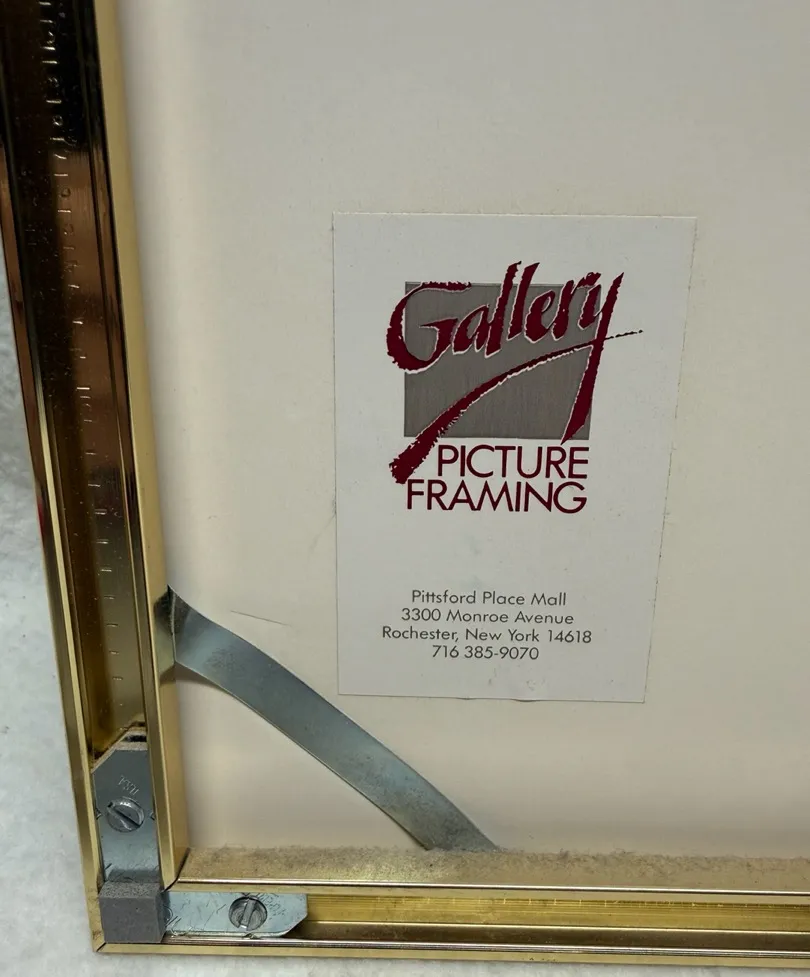 Gallery
PICTURE
FRAMING
Pittsford Place Mall
3300 Monroe Avenue
Rochester, New York 14618
716 385-9070